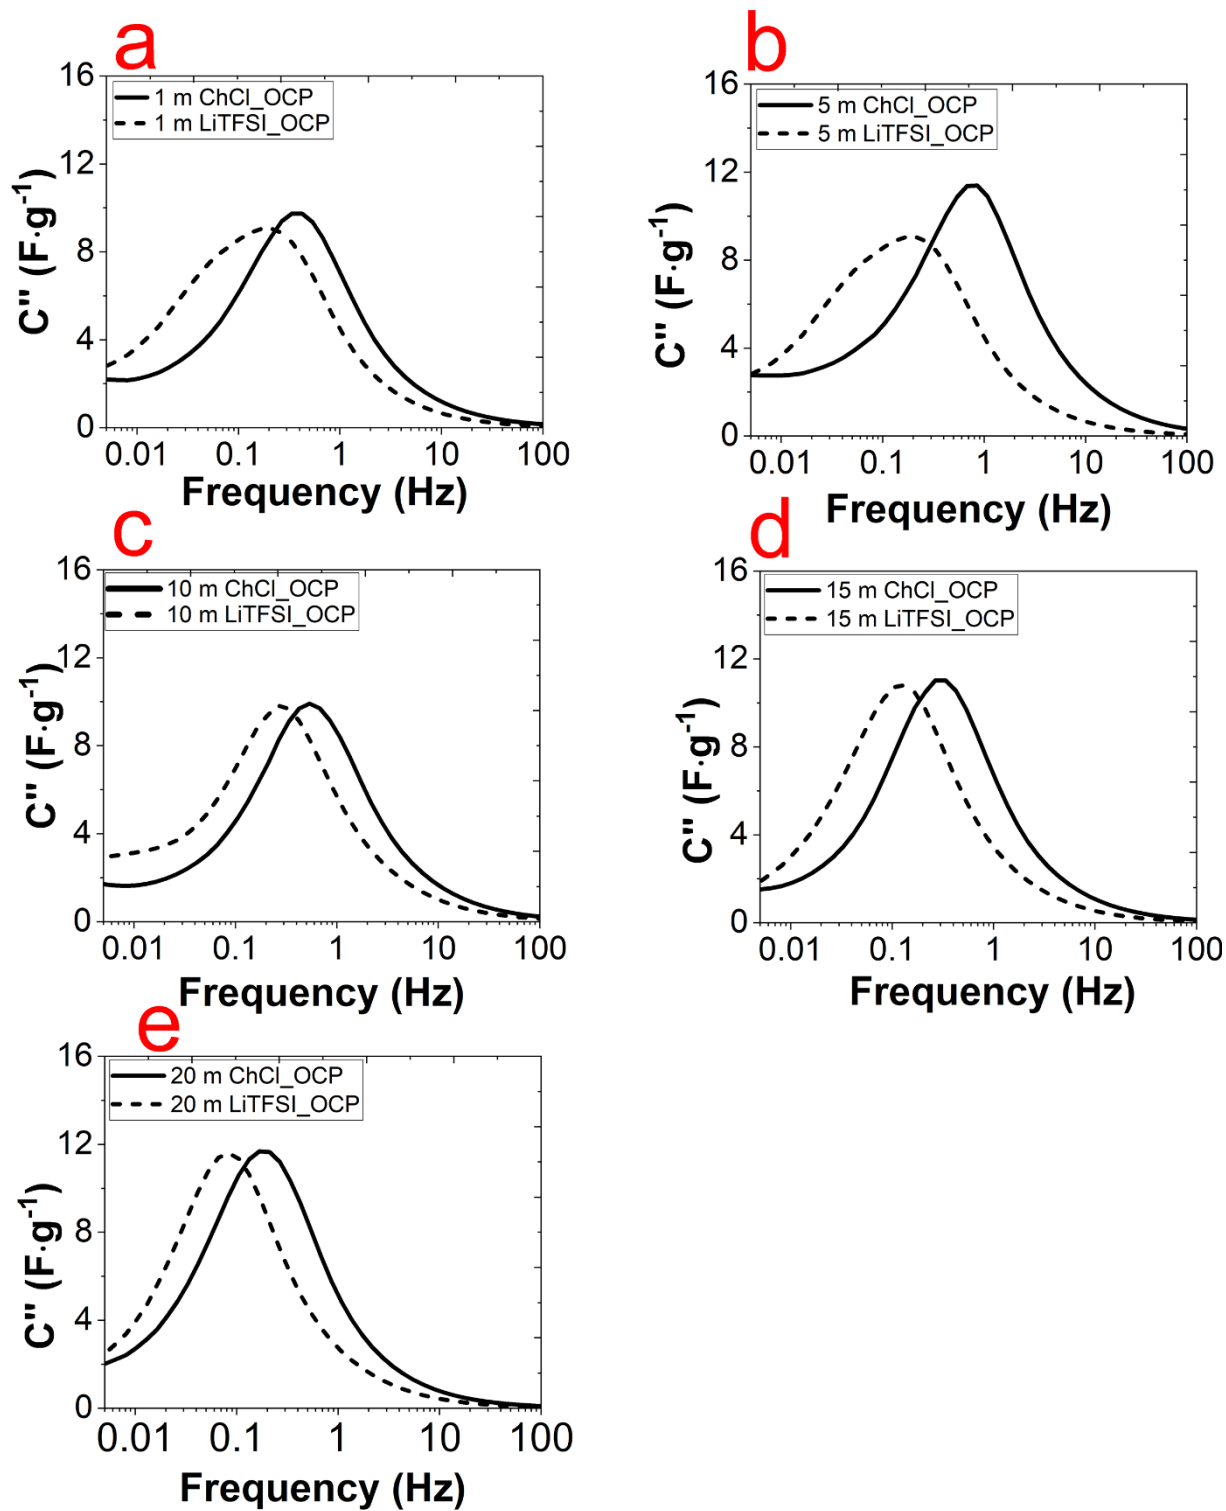 a
16
12
8
4
0
C'' (F·g⁻¹)
1 m ChCl_OCP
1 m LiTFSI_OCP
0.01 0.1 1 10 100
Frequency (Hz)
b
16
12
8
4
0
C'' (F·g⁻¹)
5 m ChCl_OCP
5 m LiTFSI_OCP
0.01 0.1 1 10 100
Frequency (Hz)
c
16
12
8
4
0
C'' (F·g⁻¹)
10 m ChCl_OCP
10 m LiTFSI_OCP
0.01 0.1 1 10 100
Frequency (Hz)
d
16
12
8
4
0
C'' (F·g⁻¹)
15 m ChCl_OCP
15 m LiTFSI_OCP
0.01 0.1 1 10 100
Frequency (Hz)
e
16
12
8
4
0
C'' (F·g⁻¹)
20 m ChCl_OCP
20 m LiTFSI_OCP
0.01 0.1 1 10 100
Frequency (Hz)